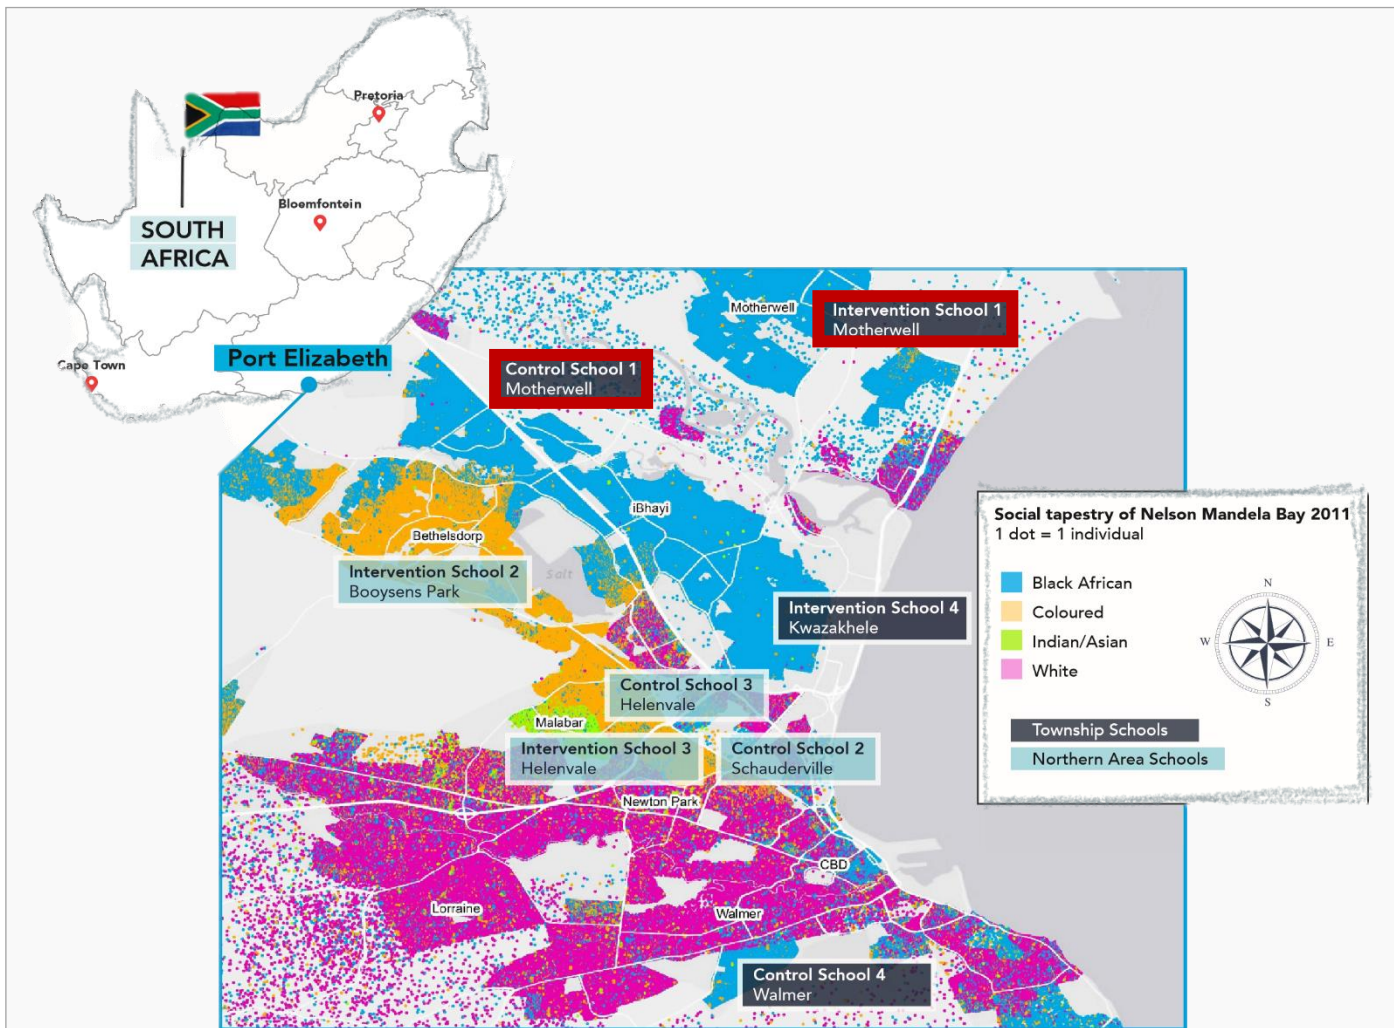 Pretoria
Bloemfontein
SOUTH
AFRICA
Cape Town
Port Elizabeth
Motherwell
Intervention School 1
Motherwell
Control School 1
Motherwell
iBhayi
Bethelsdorp
Salt
Intervention School 2
Booysens Park
Intervention School 4
Kwazakhele
Control School 3
Helenvale
Malabar
Intervention School 3
Helenvale
Control School 2
Schauderville
Newton Park
CBD
Lorraine
Walmer
Control School 4
Walmer
Social tapestry of Nelson Mandela Bay 2011
1 dot = 1 individual
Black African
Coloured
Indian/Asian
White
N
W
E
S
Township Schools
Northern Area Schools